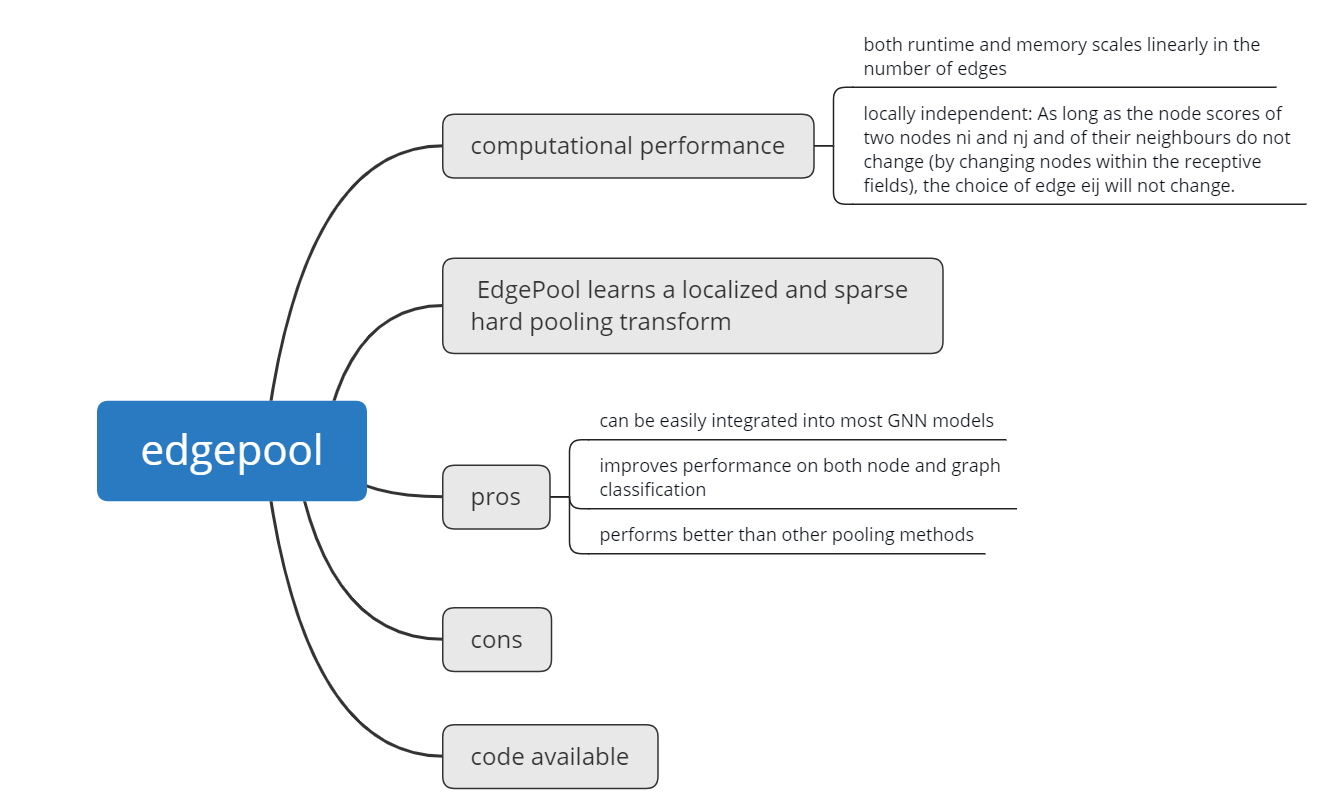 both runtime and memory scales linearly in the
number of edges
locally independent: As long as the node scores of
two nodes ni and nj and of their neighbours do not
change (by changing nodes within the receptive
fields), the choice of edge eij will not change.
computational performance
EdgePool learns a localized and sparse
hard pooling transform
edgepool
can be easily integrated into most GNN models
improves performance on both node and graph
classification
performs better than other pooling methods
pros
cons
code available